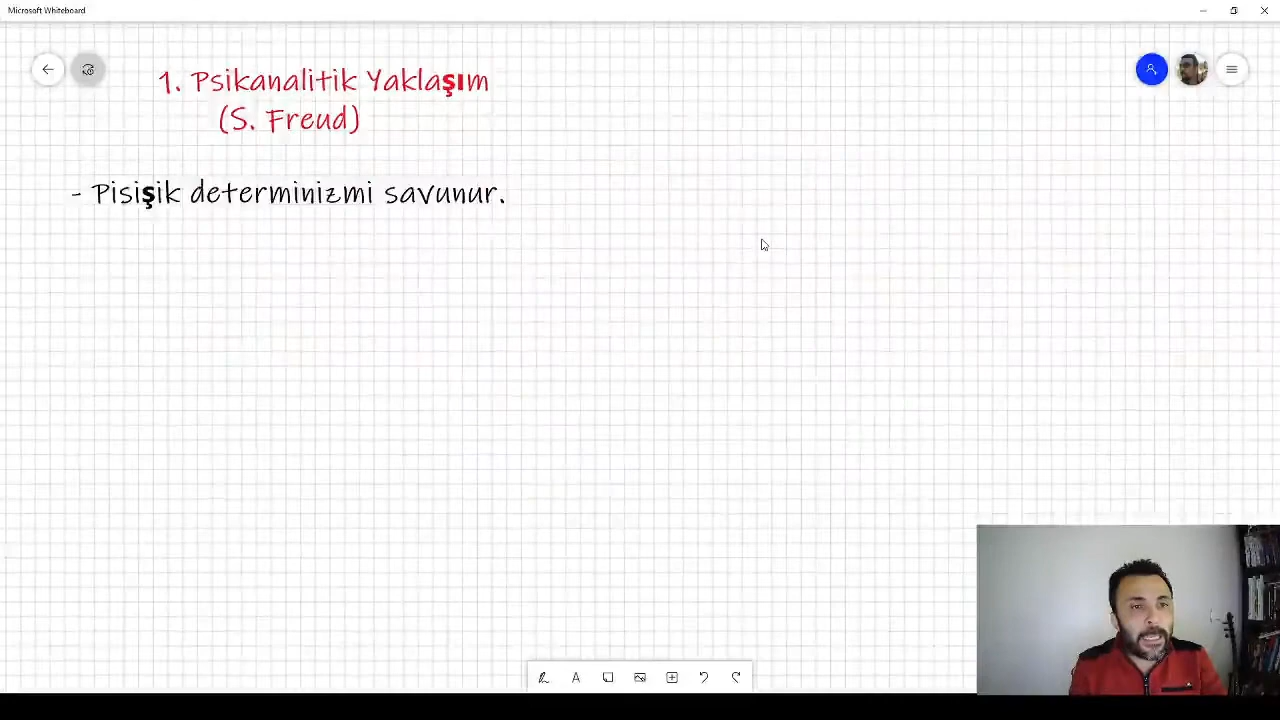 Microsoft Whiteboard
1. Psikanalitik Yaklaşım
(S. Freud)
- Pisişik determinizmi savunur.